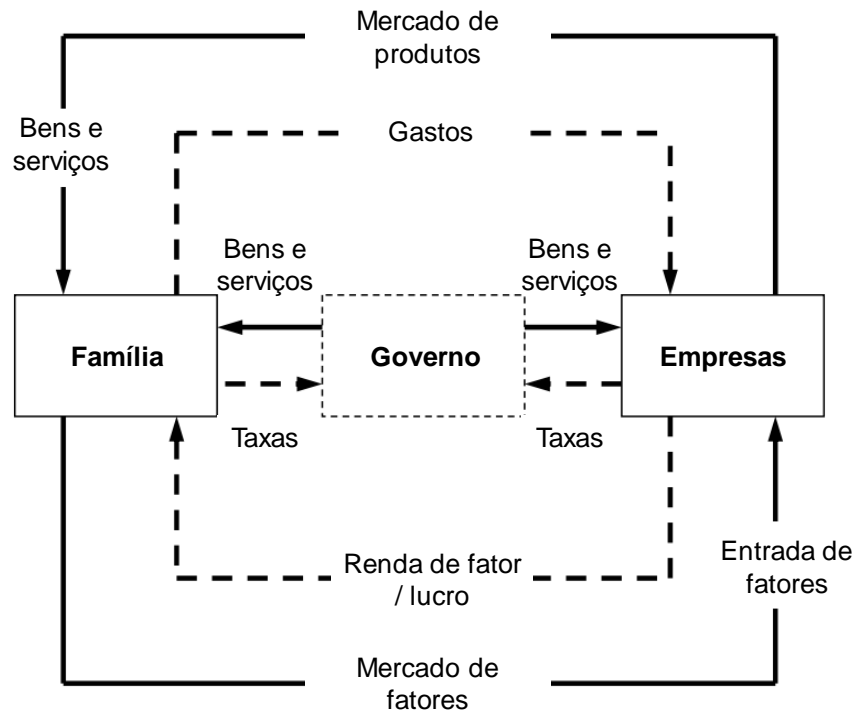 Mercado de
produtos
Bens e
serviços
Gastos
Bens e
serviços
Bens e
serviços
Família
Governo
Empresas
Taxas
Taxas
Renda de fator
/ lucro
Entrada de
fatores
Mercado de
fatores